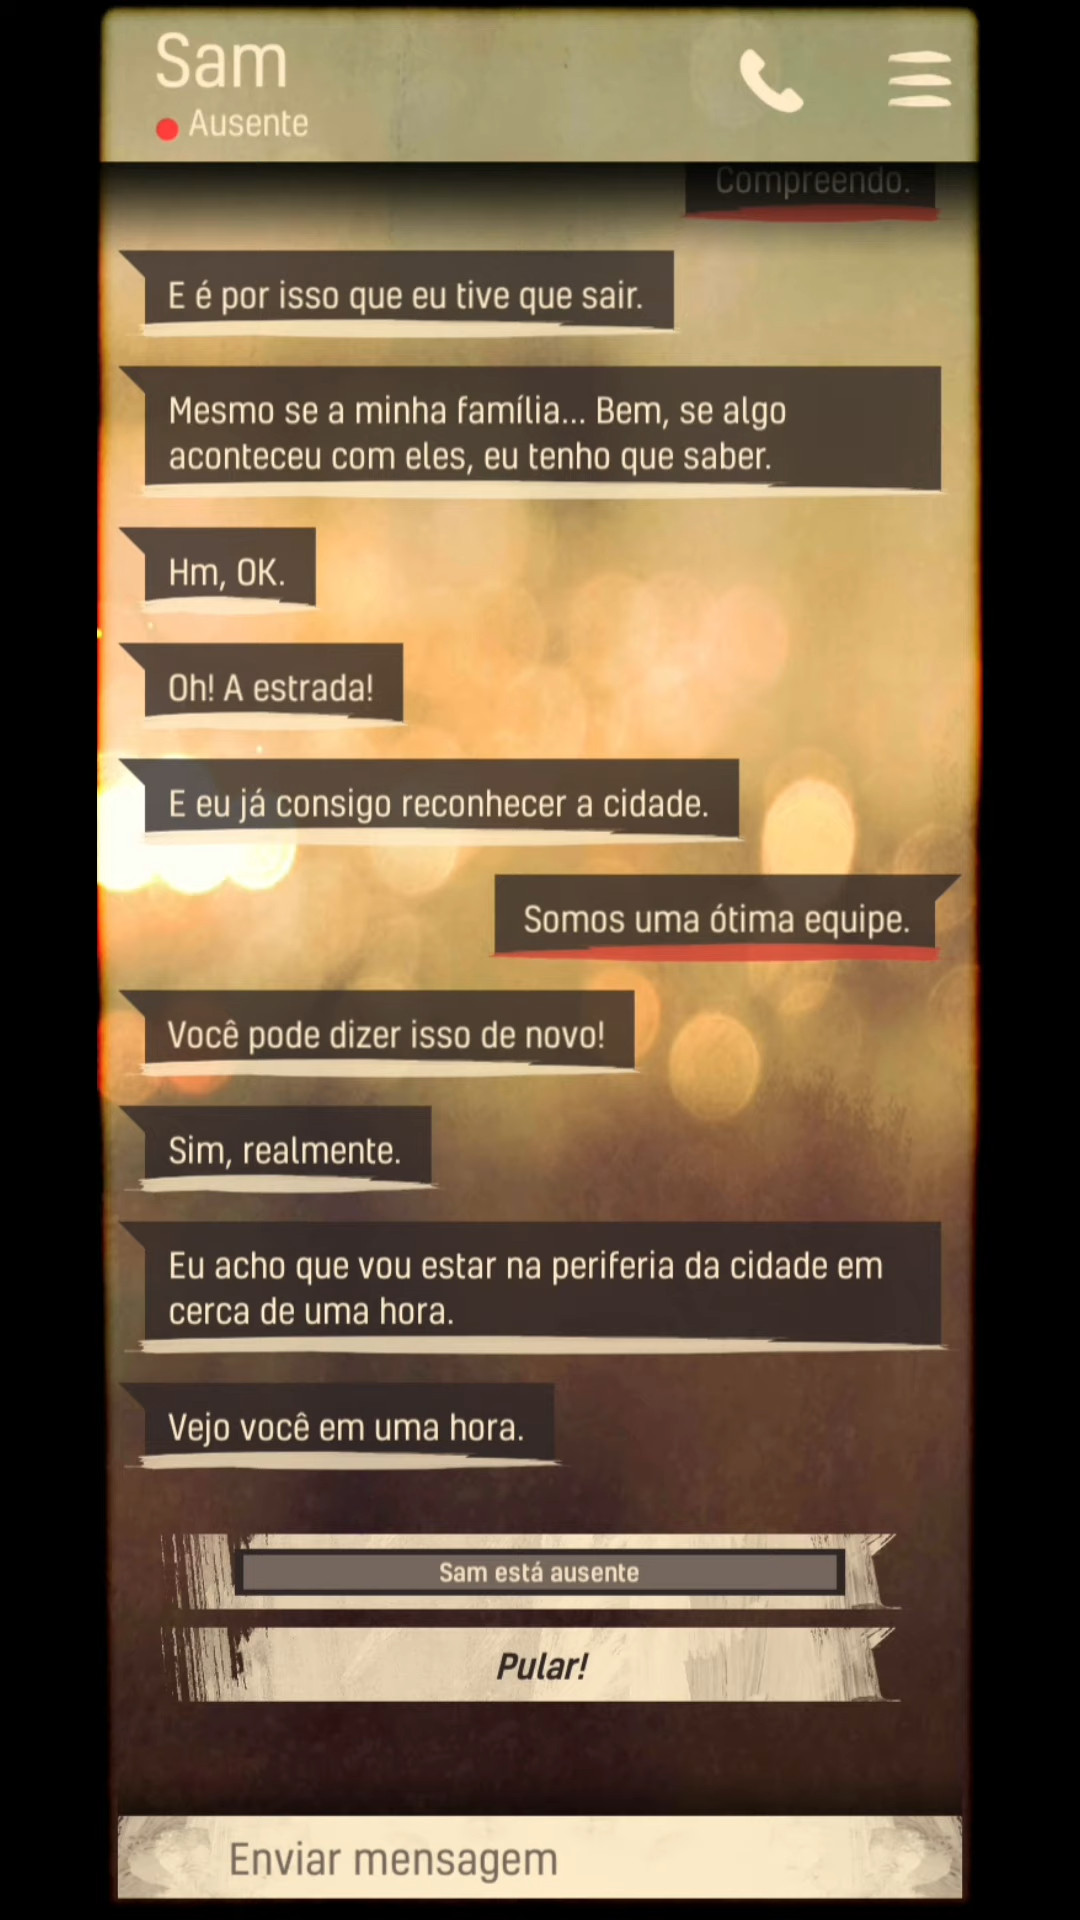 Sam
Ausente
Compreendo.
E é por isso que eu tive que sair.
Mesmo se a minha família... Bem, se algo
aconteceu com eles, eu tenho que saber.
Hm, OK.
Oh! A estrada!
E eu já consigo reconhecer a cidade.
Somos uma ótima equipe.
Você pode dizer isso de novo!
Sim, realmente.
Eu acho que vou estar na periferia da cidade em
cerca de uma hora.
Vejo você em uma hora.
Sam está ausente
Pular!
Enviar mensagem